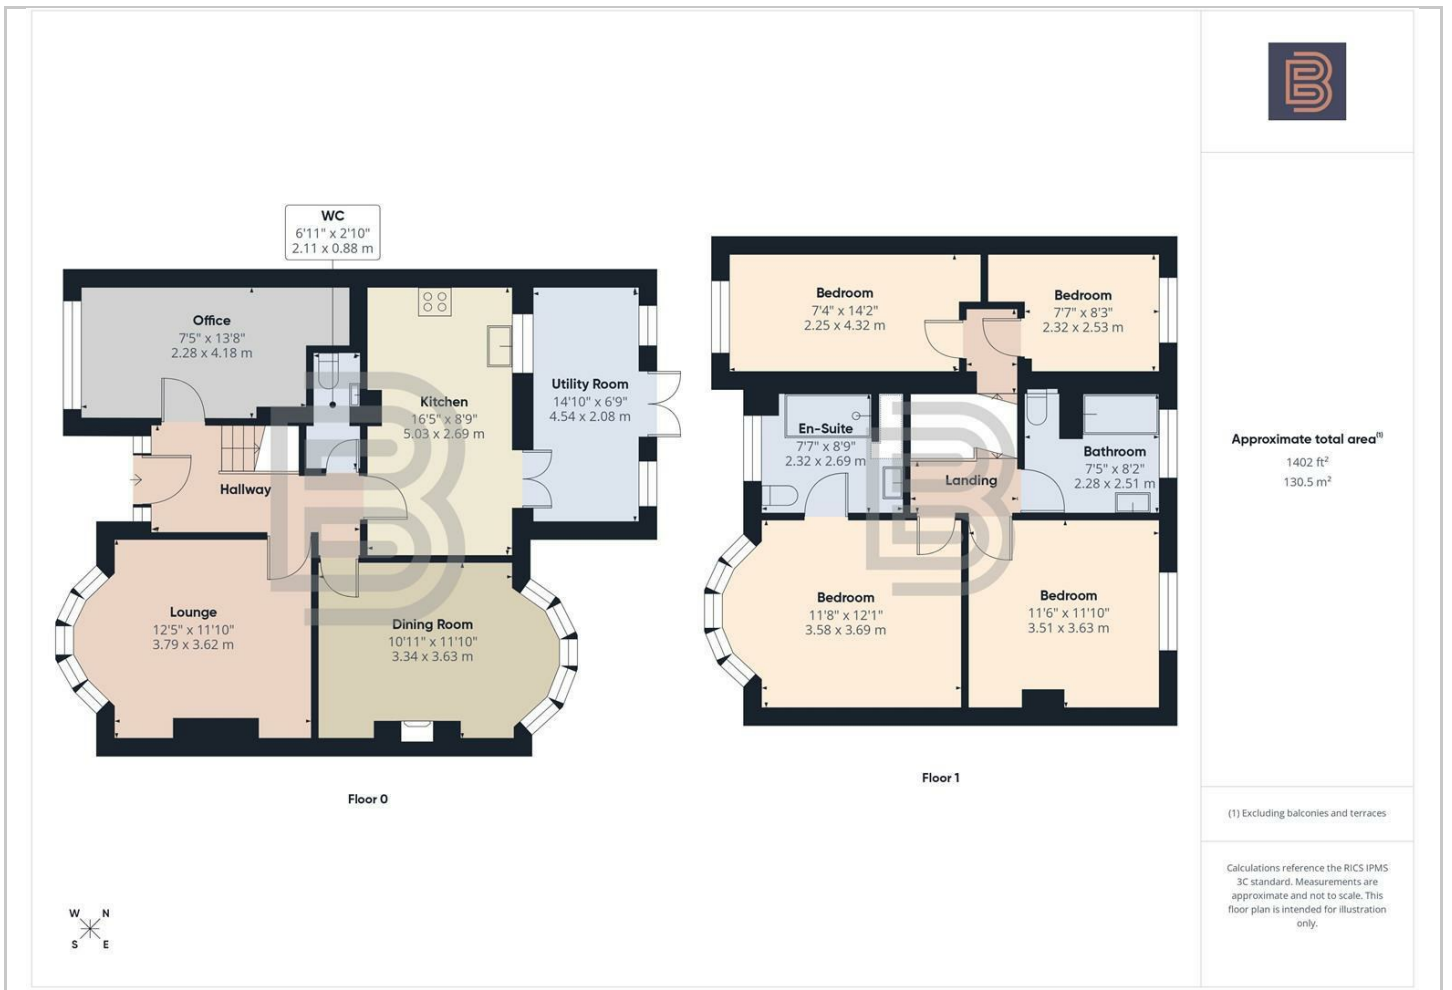 WC
6'11" x 2'10"
2.11 x 0.88 m
Office
7'5" x 13'8"
2.28 x 4.18 m
Kitchen
16'5" x 8'9"
5.03 x 2.69 m
Utility Room
14'10" x 6'9"
4.54 x 2.08 m
Hallway
Lounge
12'5" x 11'10"
3.79 x 3.62 m
Dining Room
10'11" x 11'10"
3.34 x 3.63 m
Floor 0
Bedroom
7'4" x 14'2"
2.25 x 4.32 m
Bedroom
7'7" x 8'3"
2.32 x 2.53 m
En-Suite
7'7" x 8'9"
2.32 x 2.69 m
Landing
Bathroom
7'5" x 8'2"
2.28 x 2.51 m
Bedroom
11'8" x 12'1"
3.58 x 3.69 m
Bedroom
11'6" x 11'10"
3.51 x 3.63 m
Floor 1
W N
S E
B
Approximate total area(1)
1402 ft²
130.5 m²
(1) Excluding balconies and terraces
Calculations reference the RICS IPMS
3C standard. Measurements are
approximate and not to scale. This
floor plan is intended for illustration
only.